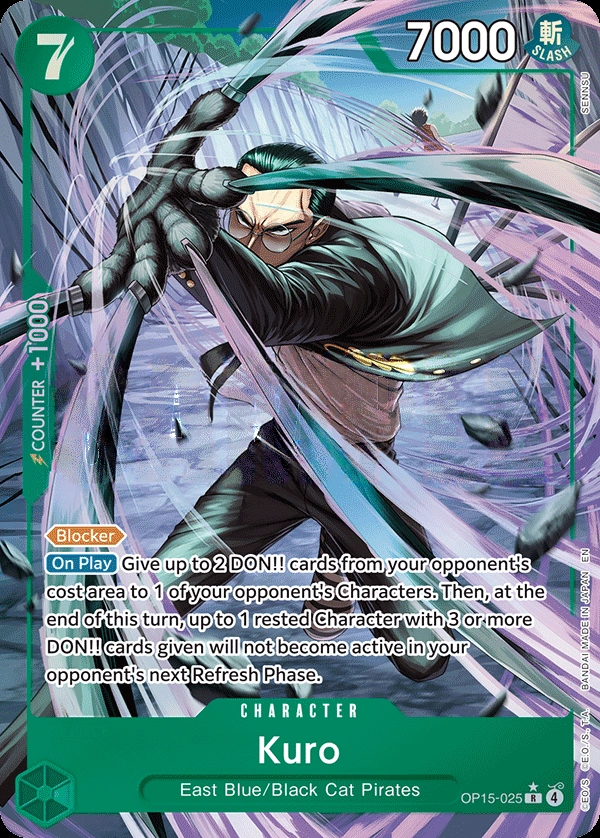 7
7000
斬
SLASH
SENNSU
COUNTER +1000
Blocker
On Play Give up to 2 DON!! cards from your opponent's
cost area to 1 of your opponent's Characters. Then, at the
end of this turn, up to 1 rested Character with 3 or more
DON!! cards given will not become active in your
opponent's next Refresh Phase.
CHARACTER
Kuro
East Blue/Black Cat Pirates
OP15-025 R 4
©E.O./S. ©E.O./S.,T.A. BANDAI MADE IN JAPAN EN